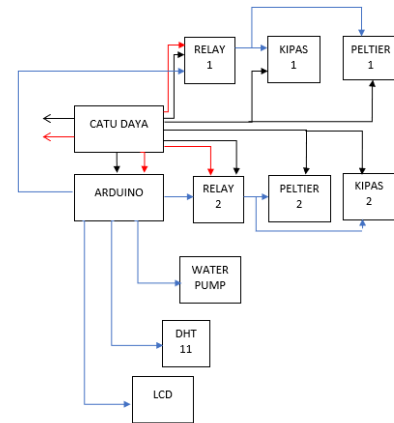 RELAY
1
KIPAS
1
PELTIER
1
CATU DAYA
ARDUINO
RELAY
2
PELTIER
2
KIPAS
2
WATER
PUMP
DHT
11
LCD